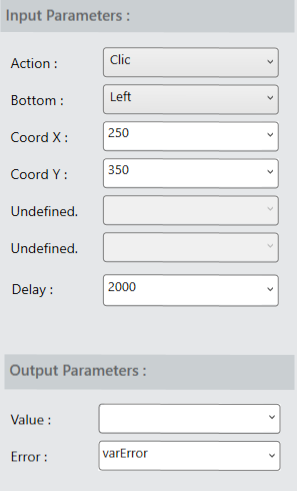 Input Parameters :
Action : Clic
Bottom : Left
Coord X : 250
Coord Y : 350
Undefined.
Undefined.
Delay : 2000
Output Parameters :
Value :
Error : varError